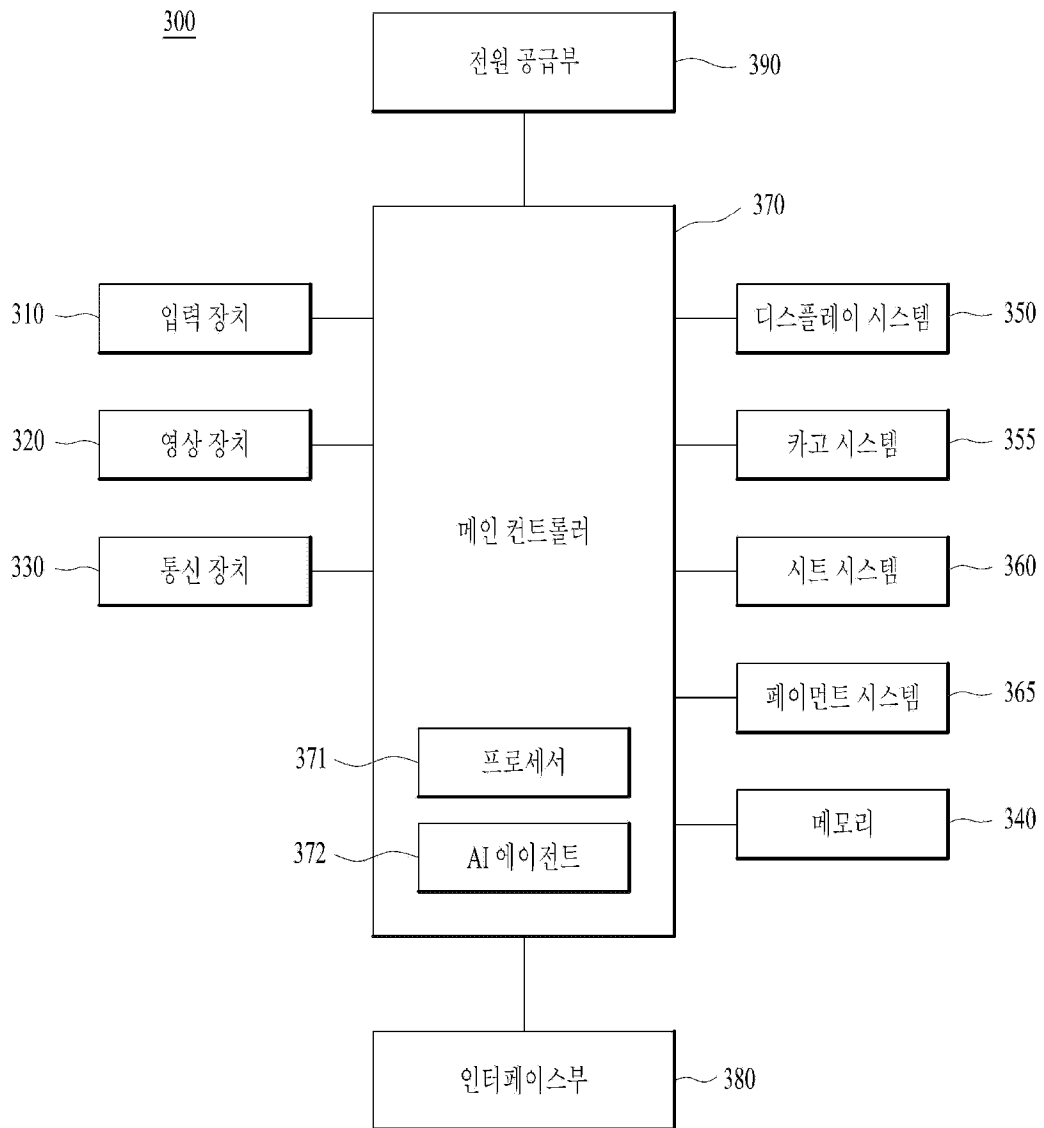 300
전원 공급부
390
370
310
입력 장치
디스플레이 시스템
350
320
영상 장치
카고 시스템
355
메인 컨트롤러
330
통신 장치
시트 시스템
360
페이먼트 시스템
365
371
프로세서
메모리
340
372
AI 에이전트
인터페이스부
380